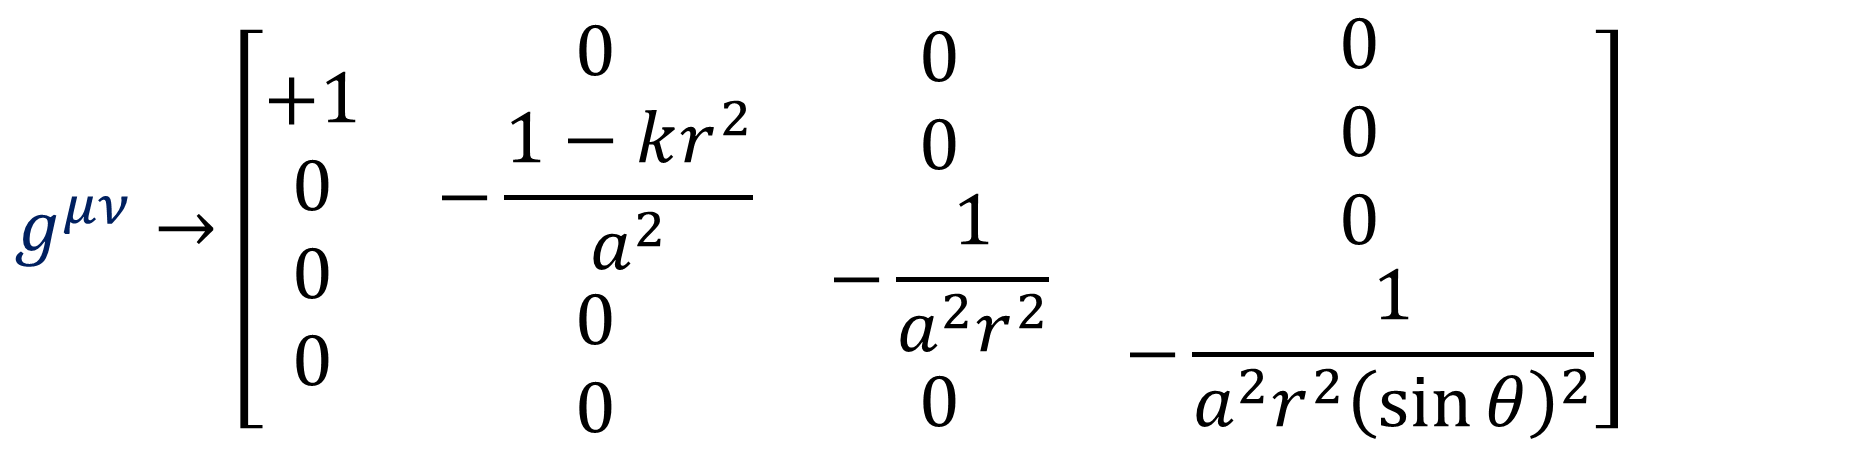 g^{μν} → [ +1 0 0 0
0 −(1 − kr²)/a² 0 0
0 0 −1/(a²r²) 0
0 0 0 −1/(a²r²(sin θ)²) ]